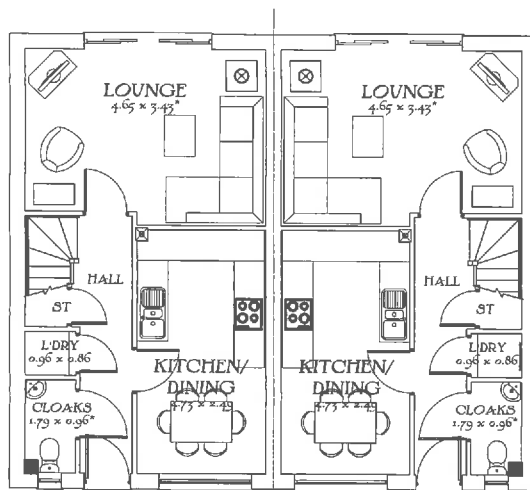 LOUNGE
4.65 x 3.43*
HALL
ST
L'DRY
0.96 x 0.86
KITCHEN/
DINING
4.73 x 2.49
CLOAKS
1.79 x 0.96*
LOUNGE
4.65 x 3.43*
HALL
ST
L'DRY
0.96 x 0.86
KITCHEN/
DINING
4.73 x 2.49
CLOAKS
1.79 x 0.96*